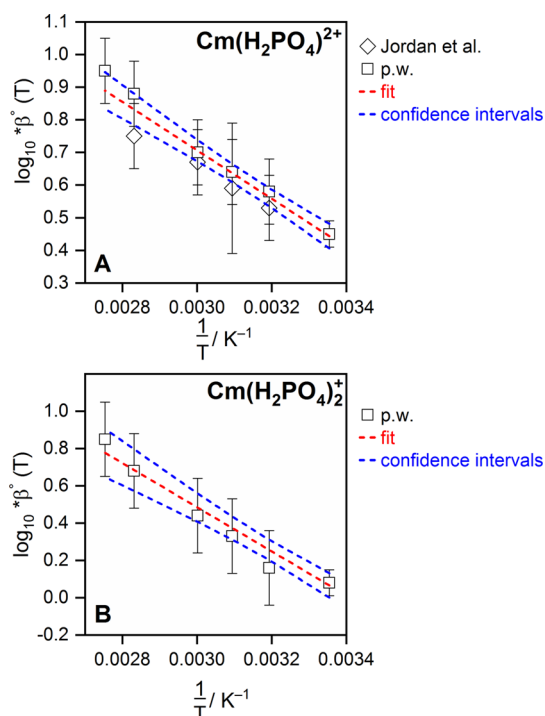 Cm(H₂PO₄)²⁺
Jordan et al.
p.w.
fit
confidence intervals
log₁₀ *β° (T)
1.1
1.0
0.9
0.8
0.7
0.6
0.5
0.4
0.3
A
0.0028 0.0030 0.0032 0.0034
1/T / K⁻¹
Cm(H₂PO₄)₂⁺
p.w.
fit
confidence intervals
log₁₀ *β° (T)
1.0
0.8
0.6
0.4
0.2
0.0
-0.2
B
0.0028 0.0030 0.0032 0.0034
1/T / K⁻¹